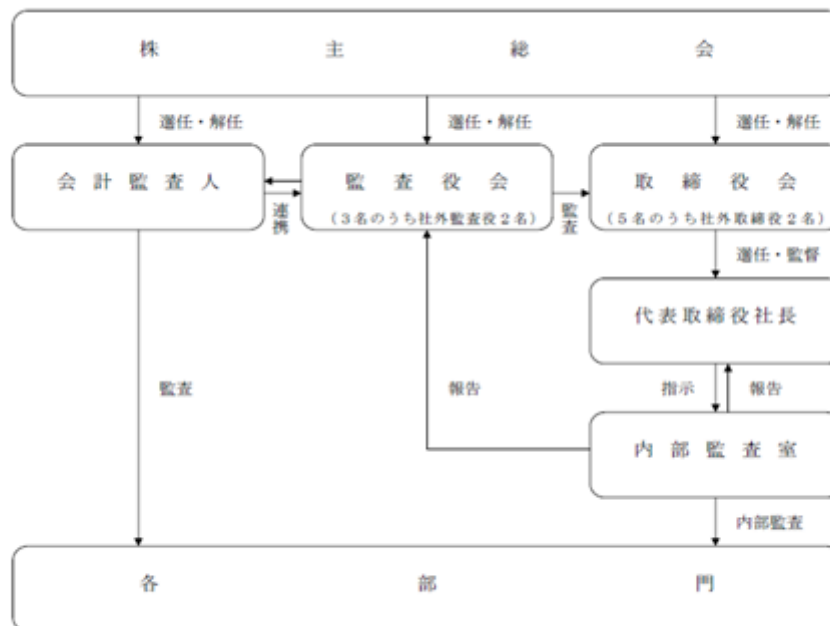 株主総会
選任・解任
選任・解任
選任・解任
会計監査人
監査役会
取締役会
(3名のうち社外監査役2名)
(5名のうち社外取締役2名)
連携
監査
選任・監督
代表取締役社長
監査
報告
指示
報告
内部監査室
内部監査
各部門